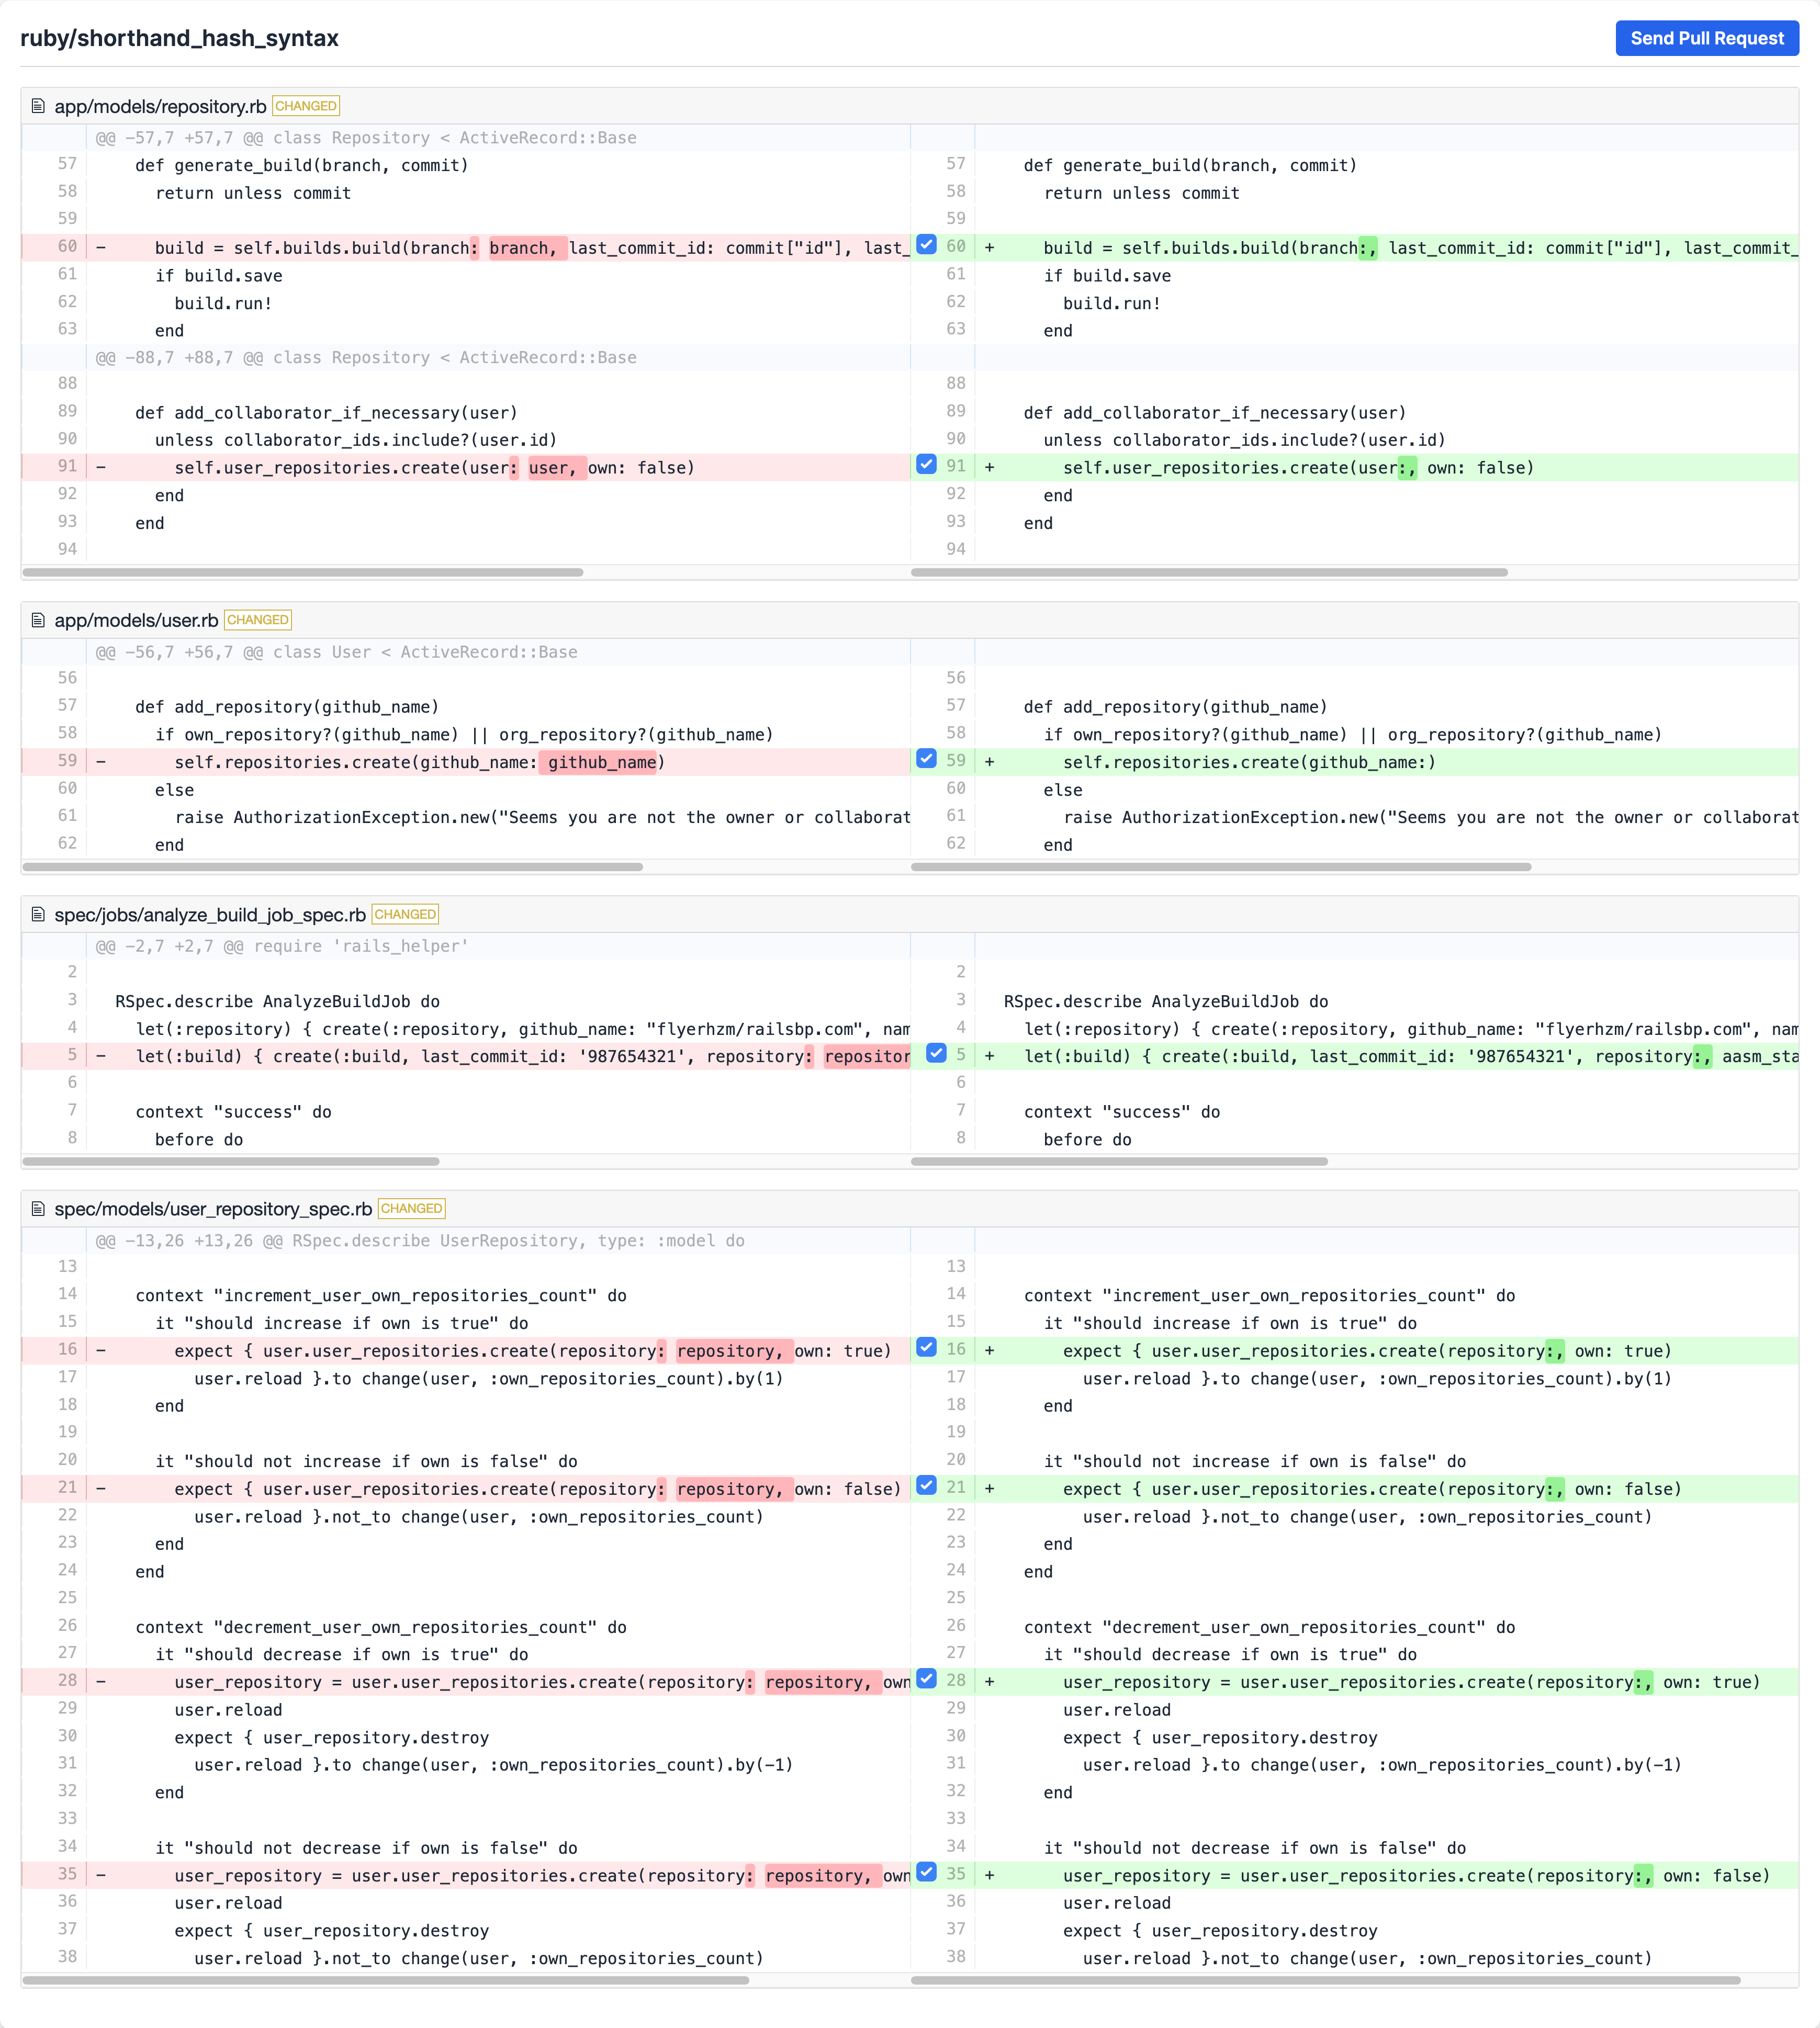 ruby/shorthand_hash_syntax
Send Pull Request
app/models/repository.rb CHANGED
@@ -57,7 +57,7 @@ class Repository < ActiveRecord::Base
57 def generate_build(branch, commit) 57 def generate_build(branch, commit)
58 return unless commit 58 return unless commit
59 59
60 - build = self.builds.build(branch: branch, last_commit_id: commit["id"], last_ 60 + build = self.builds.build(branch:, last_commit_id: commit["id"], last_commit_
61 if build.save 61 if build.save
62 build.run! 62 build.run!
63 end 63 end
@@ -88,7 +88,7 @@ class Repository < ActiveRecord::Base
88 88
89 def add_collaborator_if_necessary(user) 89 def add_collaborator_if_necessary(user)
90 unless collaborator_ids.include?(user.id) 90 unless collaborator_ids.include?(user.id)
91 - self.user_repositories.create(user: user, own: false) 91 + self.user_repositories.create(user:, own: false)
92 end 92 end
93 end 93 end
94 94
app/models/user.rb CHANGED
@@ -56,7 +56,7 @@ class User < ActiveRecord::Base
56 56
57 def add_repository(github_name) 57 def add_repository(github_name)
58 if own_repository?(github_name) || org_repository?(github_name) 58 if own_repository?(github_name) || org_repository?(github_name)
59 - self.repositories.create(github_name: github_name) 59 + self.repositories.create(github_name:)
60 else 60 else
61 raise AuthorizationException.new("Seems you are not the owner or collaborat 61 raise AuthorizationException.new("Seems you are not the owner or collaborat
62 end 62 end
spec/jobs/analyze_build_job_spec.rb CHANGED
@@ -2,7 +2,7 @@ require 'rails_helper'
2 2
3 RSpec.describe AnalyzeBuildJob do 3 RSpec.describe AnalyzeBuildJob do
4 let(:repository) { create(:repository, github_name: "flyerhzm/railsbp.com", nam 4 let(:repository) { create(:repository, github_name: "flyerhzm/railsbp.com", nam
5 - let(:build) { create(:build, last_commit_id: '987654321', repository: repositor 5 + let(:build) { create(:build, last_commit_id: '987654321', repository:, aasm_sta
6 6
7 context "success" do 7 context "success" do
8 before do 8 before do
spec/models/user_repository_spec.rb CHANGED
@@ -13,26 +13,26 @@ RSpec.describe UserRepository, type: :model do
13 13
14 context "increment_user_own_repositories_count" do 14 context "increment_user_own_repositories_count" do
15 it "should increase if own is true" do 15 it "should increase if own is true" do
16 - expect { user.user_repositories.create(repository: repository, own: true) 16 + expect { user.user_repositories.create(repository:, own: true)
17 user.reload }.to change(user, :own_repositories_count).by(1) 17 user.reload }.to change(user, :own_repositories_count).by(1)
18 end 18 end
19 19
20 it "should not increase if own is false" do 20 it "should not increase if own is false" do
21 - expect { user.user_repositories.create(repository: repository, own: false) 21 + expect { user.user_repositories.create(repository:, own: false)
22 user.reload }.not_to change(user, :own_repositories_count) 22 user.reload }.not_to change(user, :own_repositories_count)
23 end 23 end
24 end 24 end
25 25
26 context "decrement_user_own_repositories_count" do 26 context "decrement_user_own_repositories_count" do
27 it "should decrease if own is true" do 27 it "should decrease if own is true" do
28 - user_repository = user.user_repositories.create(repository: repository, own 28 + user_repository = user.user_repositories.create(repository:, own: true)
29 user.reload 29 user.reload
30 expect { user_repository.destroy 30 expect { user_repository.destroy
31 user.reload }.to change(user, :own_repositories_count).by(-1) 31 user.reload }.to change(user, :own_repositories_count).by(-1)
32 end 32 end
33 33
34 it "should not decrease if own is false" do 34 it "should not decrease if own is false" do
35 - user_repository = user.user_repositories.create(repository: repository, own 35 + user_repository = user.user_repositories.create(repository:, own: false)
36 user.reload 36 user.reload
37 expect { user_repository.destroy 37 expect { user_repository.destroy
38 user.reload }.not_to change(user, :own_repositories_count) 38 user.reload }.not_to change(user, :own_repositories_count)